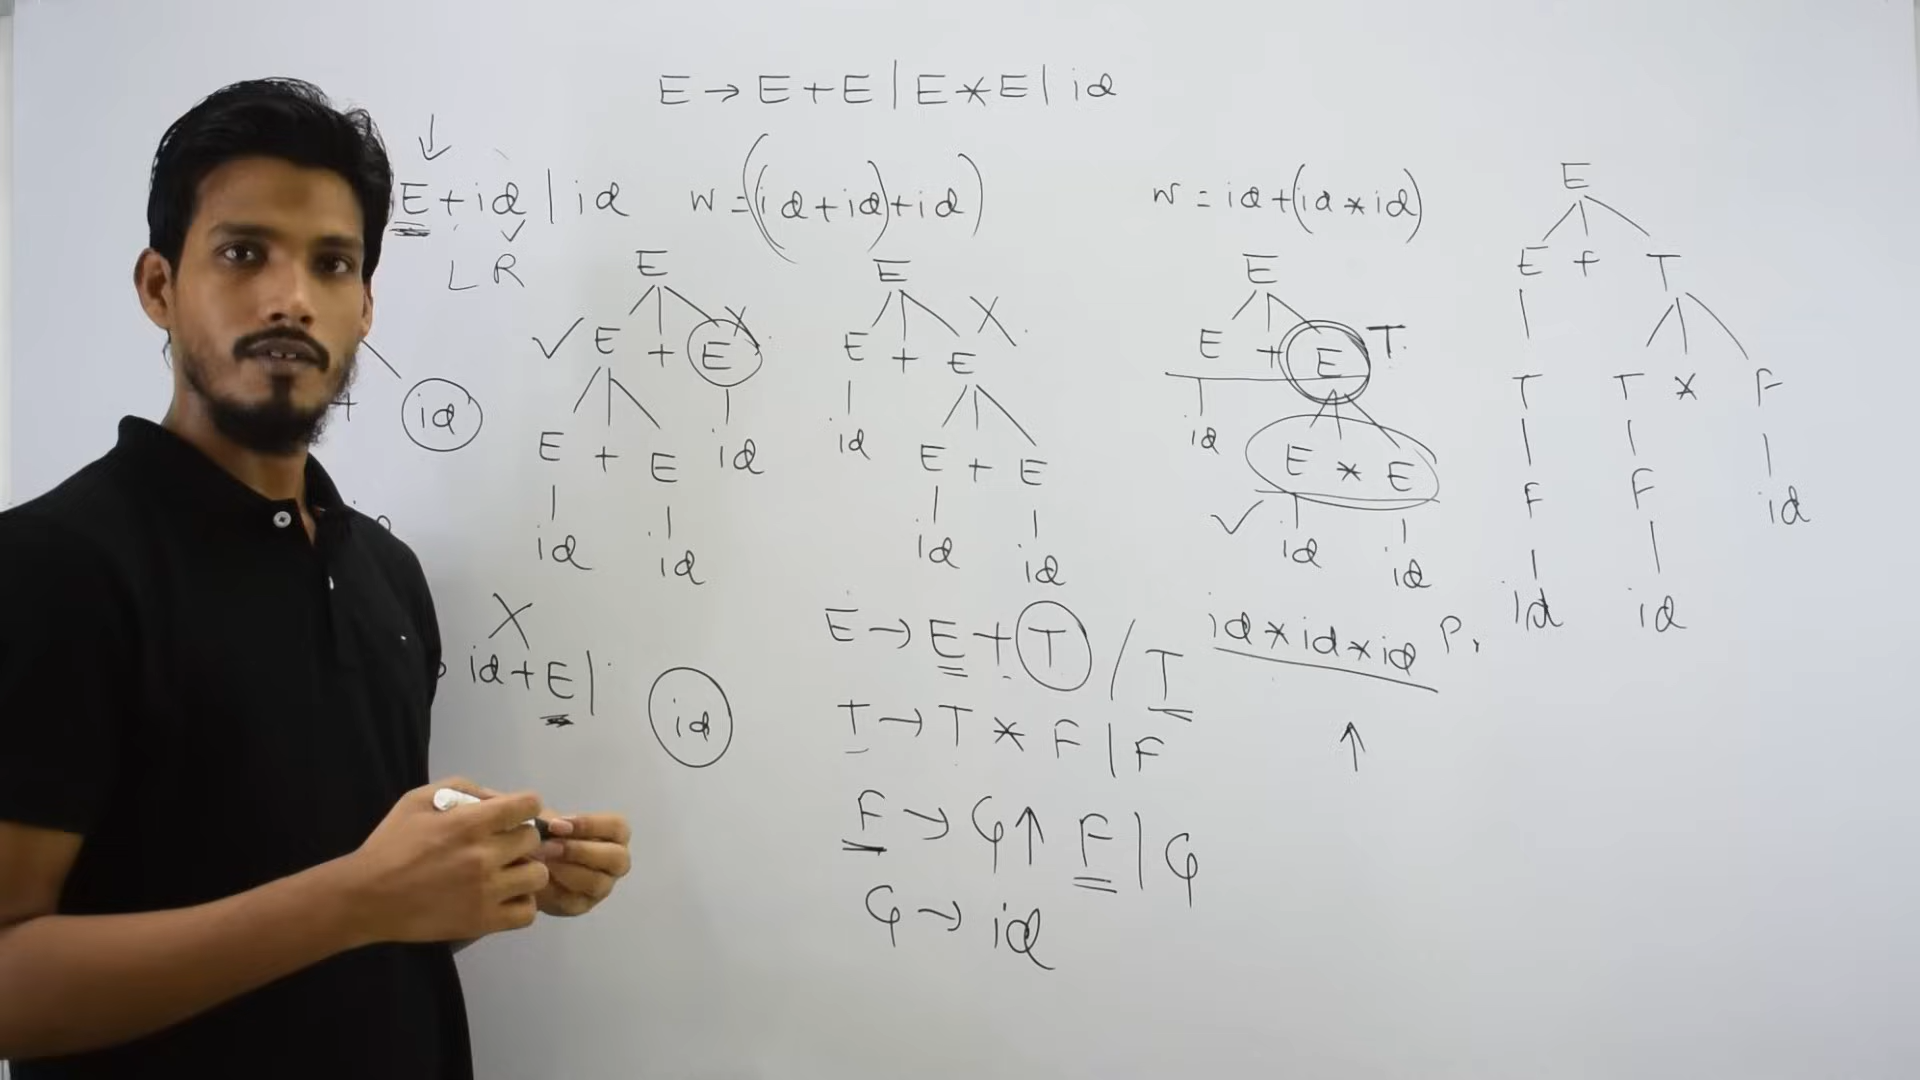 E → E + E | E * E | id
E + id | id
L R
w = ((id + id) + id)
w = id + (id * id)
E
E + E
E + E id
id id
E
E + E
id E + E
id id
E
E + E T
id E * E
id id
E
E + T
T T * F
F F id
id id
+ id
id + E |
id
E → E + T / T
id * id * id
T → T * F | F
↑
F → G ↑ F | G
G → id